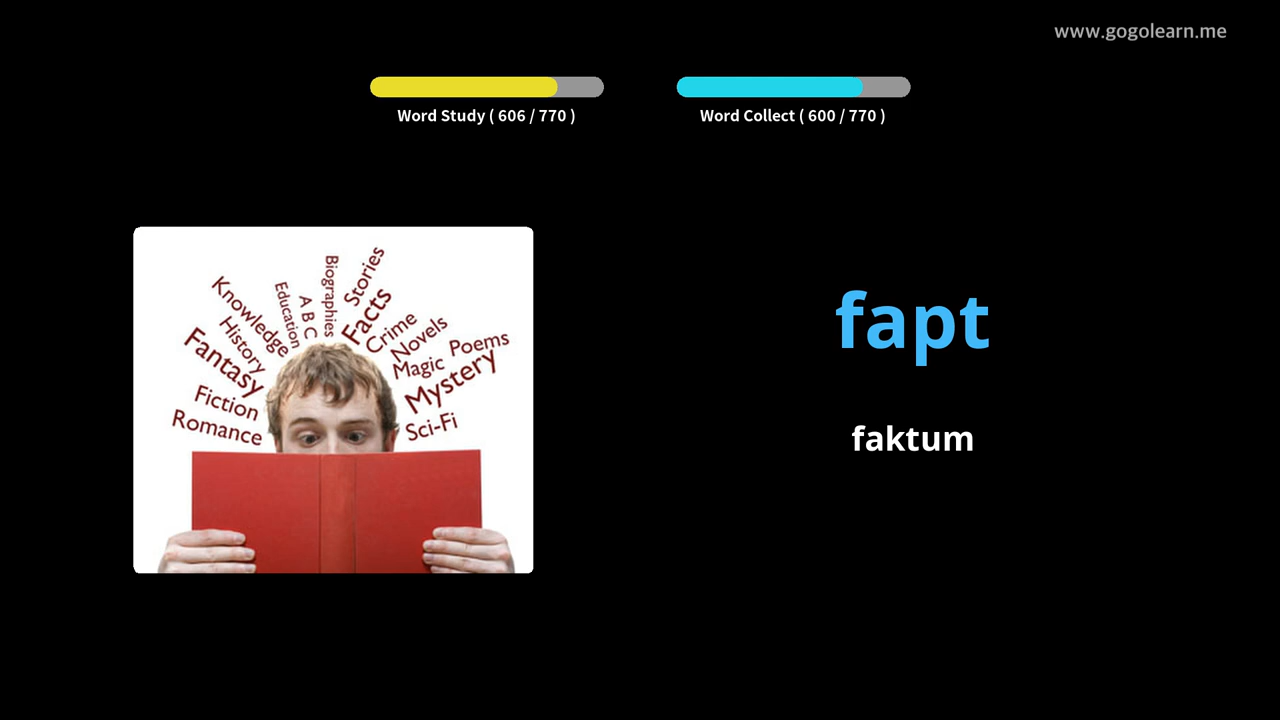 www.gogolearn.me
Word Study ( 606 / 770 )
Word Collect ( 600 / 770 )
Knowledge
History
Fantasy
Fiction
Romance
Education
A B C
Biographies
Stories
Facts
Crime
Novels
Magic
Poems
Mystery
Sci-Fi
fapt
faktum